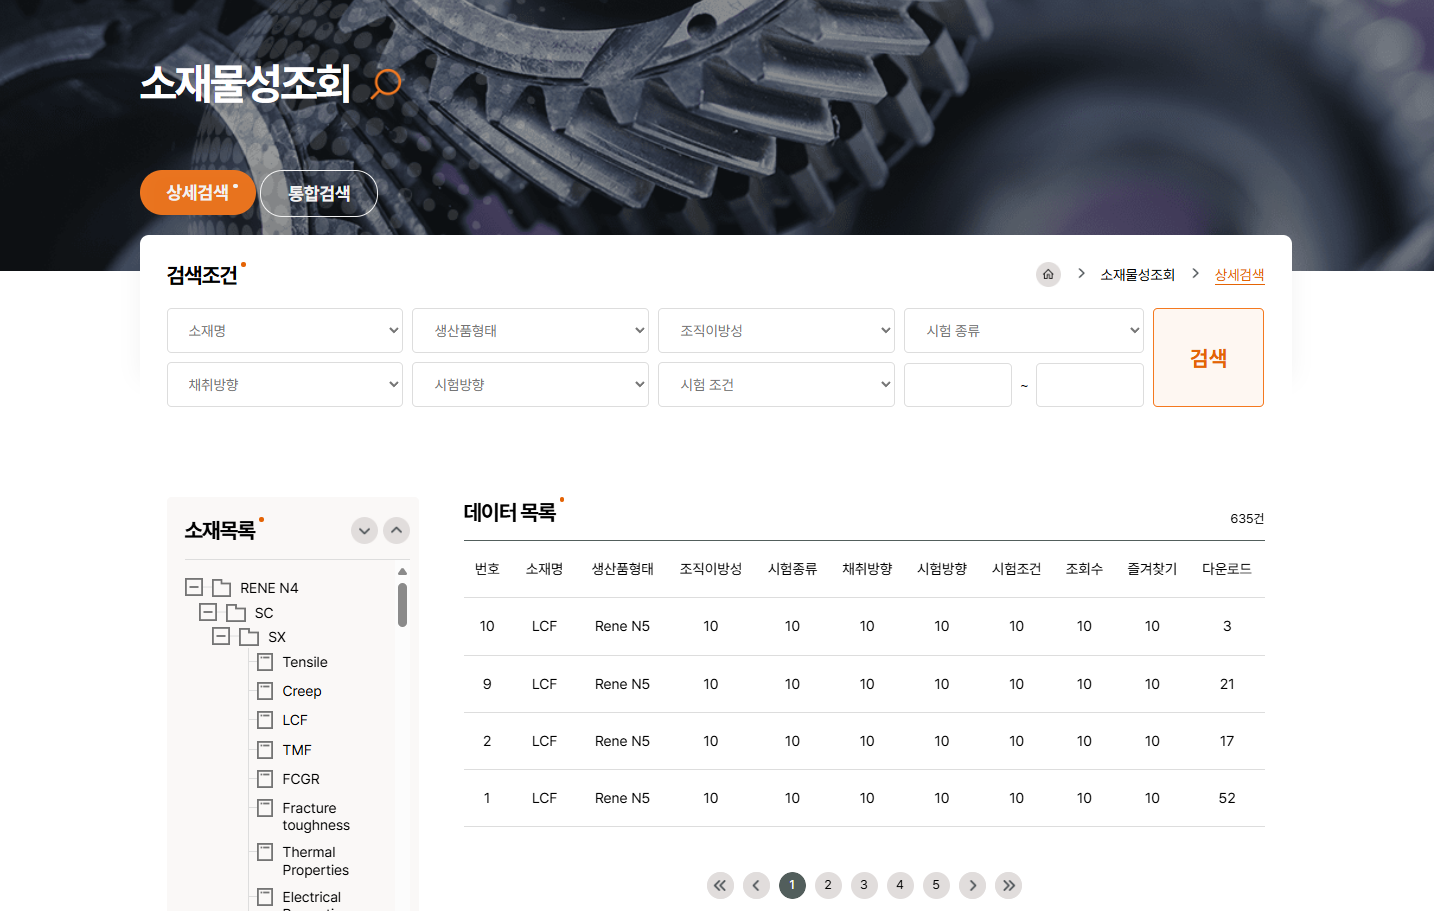 소재물성조회
상세검색 통합검색
검색조건
소재물성조회 상세검색
소재명 생산품형태 조직이방성 시험 종류
검색
채취방향 시험방향 시험 조건 ~
소재목록
RENE N4
SC
SX
Tensile
Creep
LCF
TMF
FCGR
Fracture
toughness
Thermal
Properties
Electrical
데이터 목록
635건
번호 소재명 생산품형태 조직이방성 시험종류 채취방향 시험방향 시험조건 조회수 즐겨찾기 다운로드
10 LCF Rene N5 10 10 10 10 10 10 10 3
9 LCF Rene N5 10 10 10 10 10 10 10 21
2 LCF Rene N5 10 10 10 10 10 10 10 17
1 LCF Rene N5 10 10 10 10 10 10 10 52
1 2 3 4 5